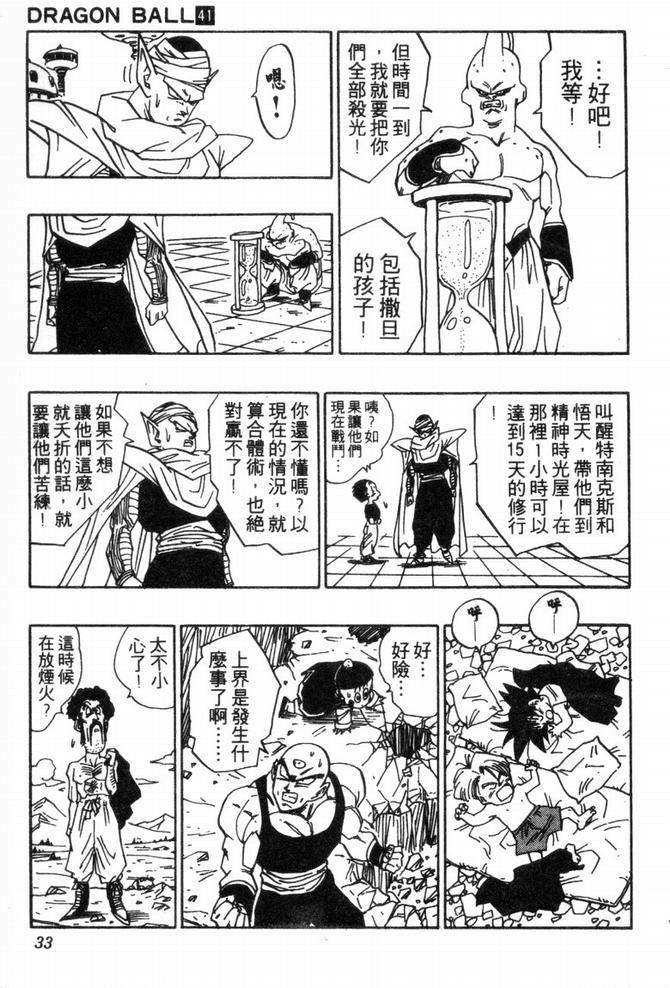 DRAGON BALL 41
…好吧！
我等！
但時間一到
，我就要把你
們全部殺光！
包括撒旦
的孩子！
嗯！
叫醒特南克斯和
悟天，帶他們到
精神時光屋！在
那裡1小時可以
達到15天的修行
！
咦？如
果讓他們
現在戰鬥…
你還不懂嗎？以
現在的情況，就
算合體術，也絕
對贏不了！
如果不想
讓他們這麼小
就夭折的話，就
要讓他們苦練！
呼
呼
好…
好險…
上界是發生什
麼事了啊……
太不小
心了！
這時候
在放煙火？
33